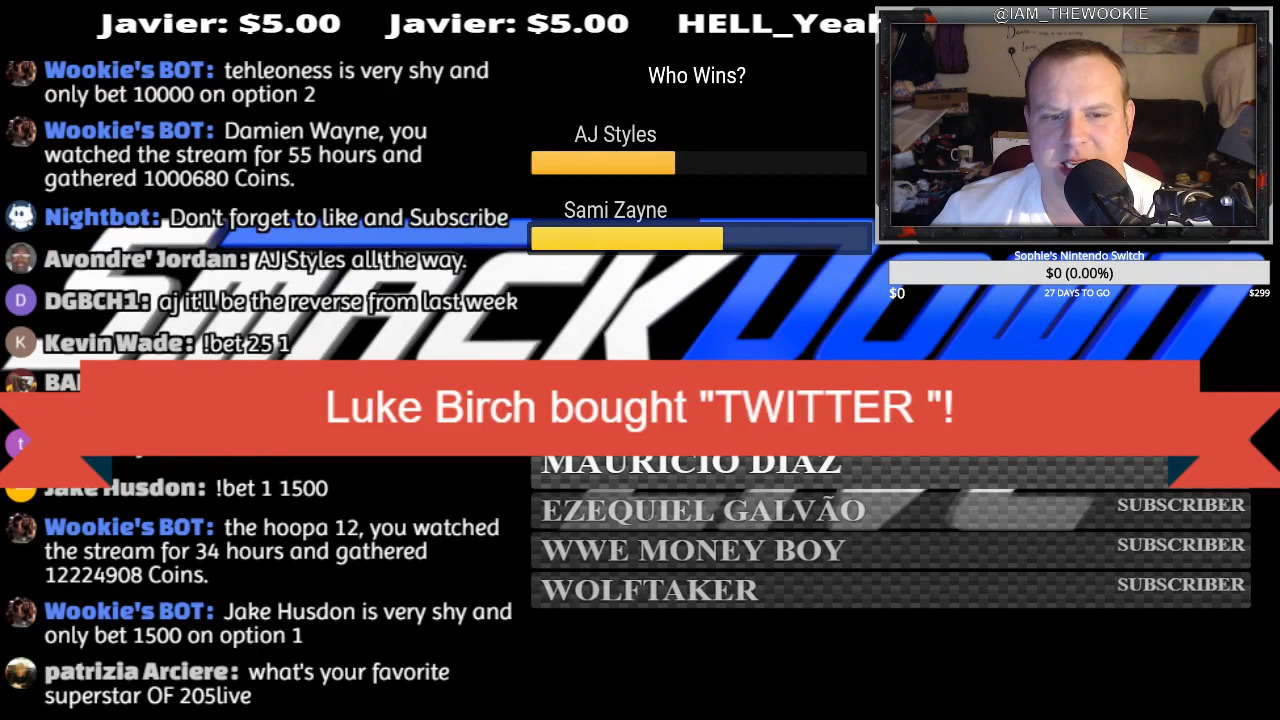 Javier: $5.00 Javier: $5.00 HELL_Yeah
@IAM_THEWOOKIE
Wookie's BOT: tehleoness is very shy and
only bet 10000 on option 2
Wookie's BOT: Damien Wayne, you
watched the stream for 55 hours and
gathered 1000680 Coins.
Nightbot: Don't forget to like and Subscribe
Avondre' Jordan: AJ Styles all the way.
DGBCH1: aj it'll be the reverse from last week
Kevin Wade: !bet 25 1
Jake Husdon: !bet 1 1500
Wookie's BOT: the hoopa 12, you watched
the stream for 34 hours and gathered
12224908 Coins.
Wookie's BOT: Jake Husdon is very shy and
only bet 1500 on option 1
patrizia Arciere: what's your favorite
superstar OF 205live
Who Wins?
AJ Styles
Sami Zayne
Sophie's Nintendo Switch
$0 (0.00%)
$0 27 DAYS TO GO $299
SMACKDOWN
Luke Birch bought "TWITTER "!
MAURICIO DIAZ
EZEQUIEL GALVÃO SUBSCRIBER
WWE MONEY BOY SUBSCRIBER
WOLFTAKER SUBSCRIBER